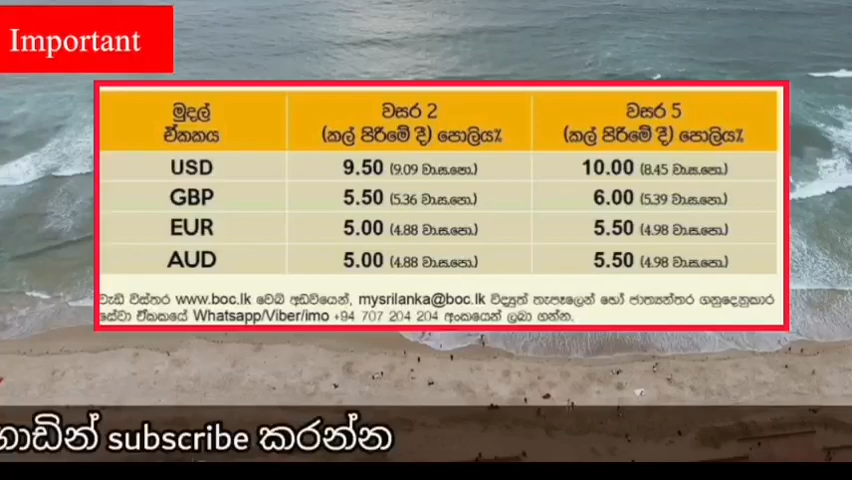 Important
මුදල් ඒකකය
වසර 2 (කල් පිරීමේ දී) පොලිය%
වසර 5 (කල් පිරීමේ දී) පොලිය%
USD 9.50 (9.09 වා.ස.පො.) 10.00 (8.45 වා.ස.පො.)
GBP 5.50 (5.36 වා.ස.පො.) 6.00 (5.39 වා.ස.පො.)
EUR 5.00 (4.88 වා.ස.පො.) 5.50 (4.98 වා.ස.පො.)
AUD 5.00 (4.88 වා.ස.පො.) 5.50 (4.98 වා.ස.පො.)
වැඩි විස්තර www.boc.lk වෙබ් අඩවියෙන්, mysrilanka@boc.lk විද්‍යුත් තැපෑලෙන් හෝ ජාත්‍යන්තර ගනුදෙනුකාර
සේවා ඒකකයේ Whatsapp/Viber/imo +94 707 204 204 අංකයෙන් ලබා ගන්න.
subscribe කරන්න